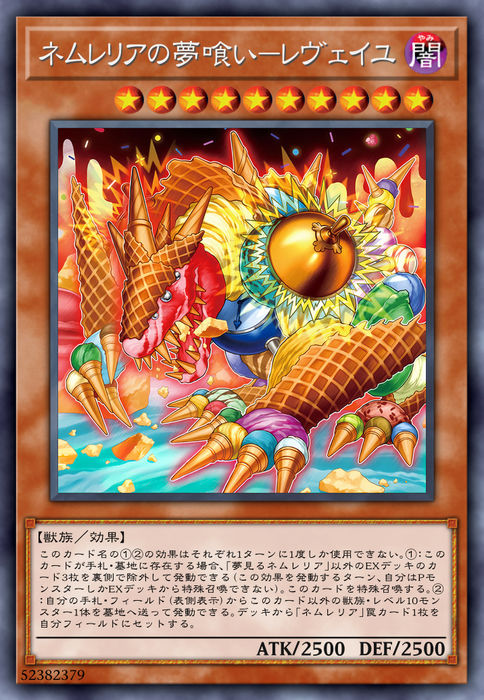 ネムレリアの夢喰い－レヴェイユ
やみ
闇
【獣族／効果】
このカード名の①②の効果はそれぞれ1ターンに1度しか使用できない。①：こ
のカードが手札・墓地に存在する場合、「夢見るネムレリア」以外のEXデッキのカ
ード3枚を裏側で除外して発動できる（この効果を発動するターン、自分はPモ
ンスターしかEXデッキから特殊召喚できない）。このカードを特殊召喚する。②
：自分の手札・フィールド（表側表示）からこのカード以外の獣族・レベル10モン
スター1体を墓地へ送って発動できる。デッキから「ネムレリア」罠カード1枚を
自分フィールドにセットする。
ATK/2500 DEF/2500
52382379